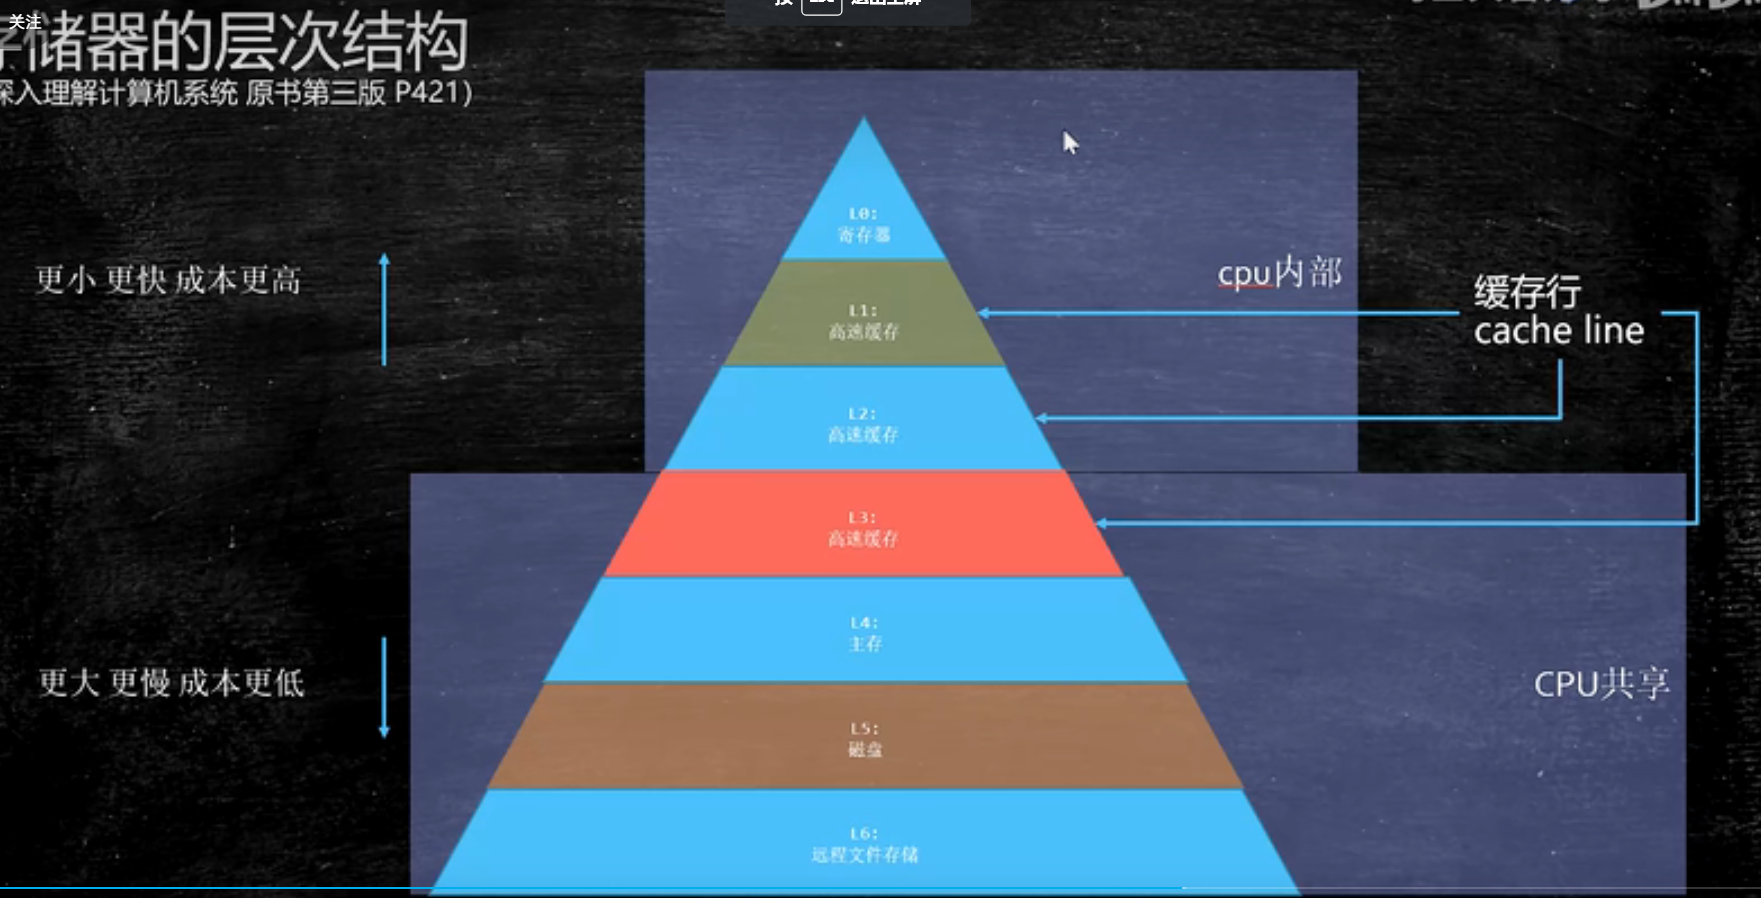 关注
储器的层次结构
深入理解计算机系统 原书第三版 P421）
L0:
寄存器
更小 更快 成本更高
cpu内部
缓存行
cache line
L1:
高速缓存
L2:
高速缓存
L3:
高速缓存
L4:
主存
更大 更慢 成本更低
CPU共享
L5:
磁盘
L6:
远程文件存储